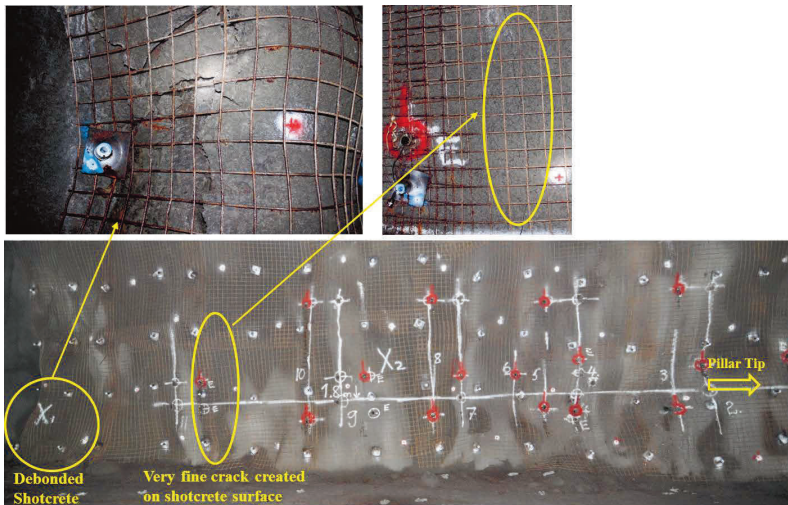 10
X2
8
6
5
4
3
Pillar Tip
E
E
1.8
E
X1
11
E
9
E
7
E
2
Debonded
Shotcrete
Very fine crack created
on shotcrete surface